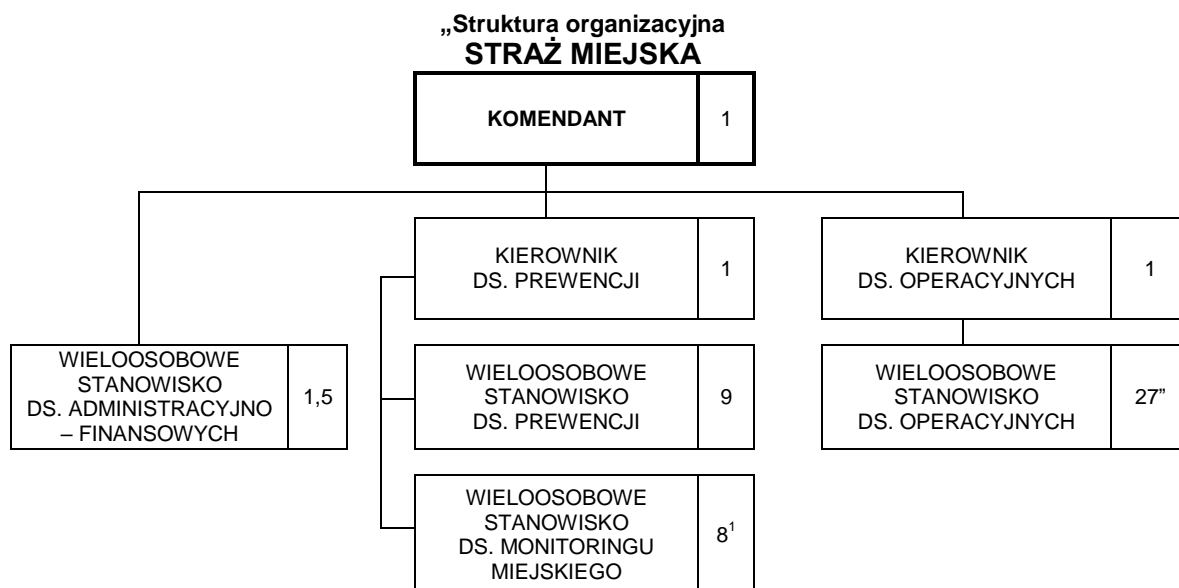 „Struktura organizacyjna
STRAŻ MIEJSKA
KOMENDANT
1
KIEROWNIK
DS. PREWENCJI
1
KIEROWNIK
DS. OPERACYJNYCH
1
WIELOOSOBOWE
STANOWISKO
DS. ADMINISTRACYJNO
– FINANSOWYCH
1,5
WIELOOSOBOWE
STANOWISKO
DS. PREWENCJI
9
WIELOOSOBOWE
STANOWISKO
DS. OPERACYJNYCH
27”
WIELOOSOBOWE
STANOWISKO
DS. MONITORINGU
MIEJSKIEGO
8¹